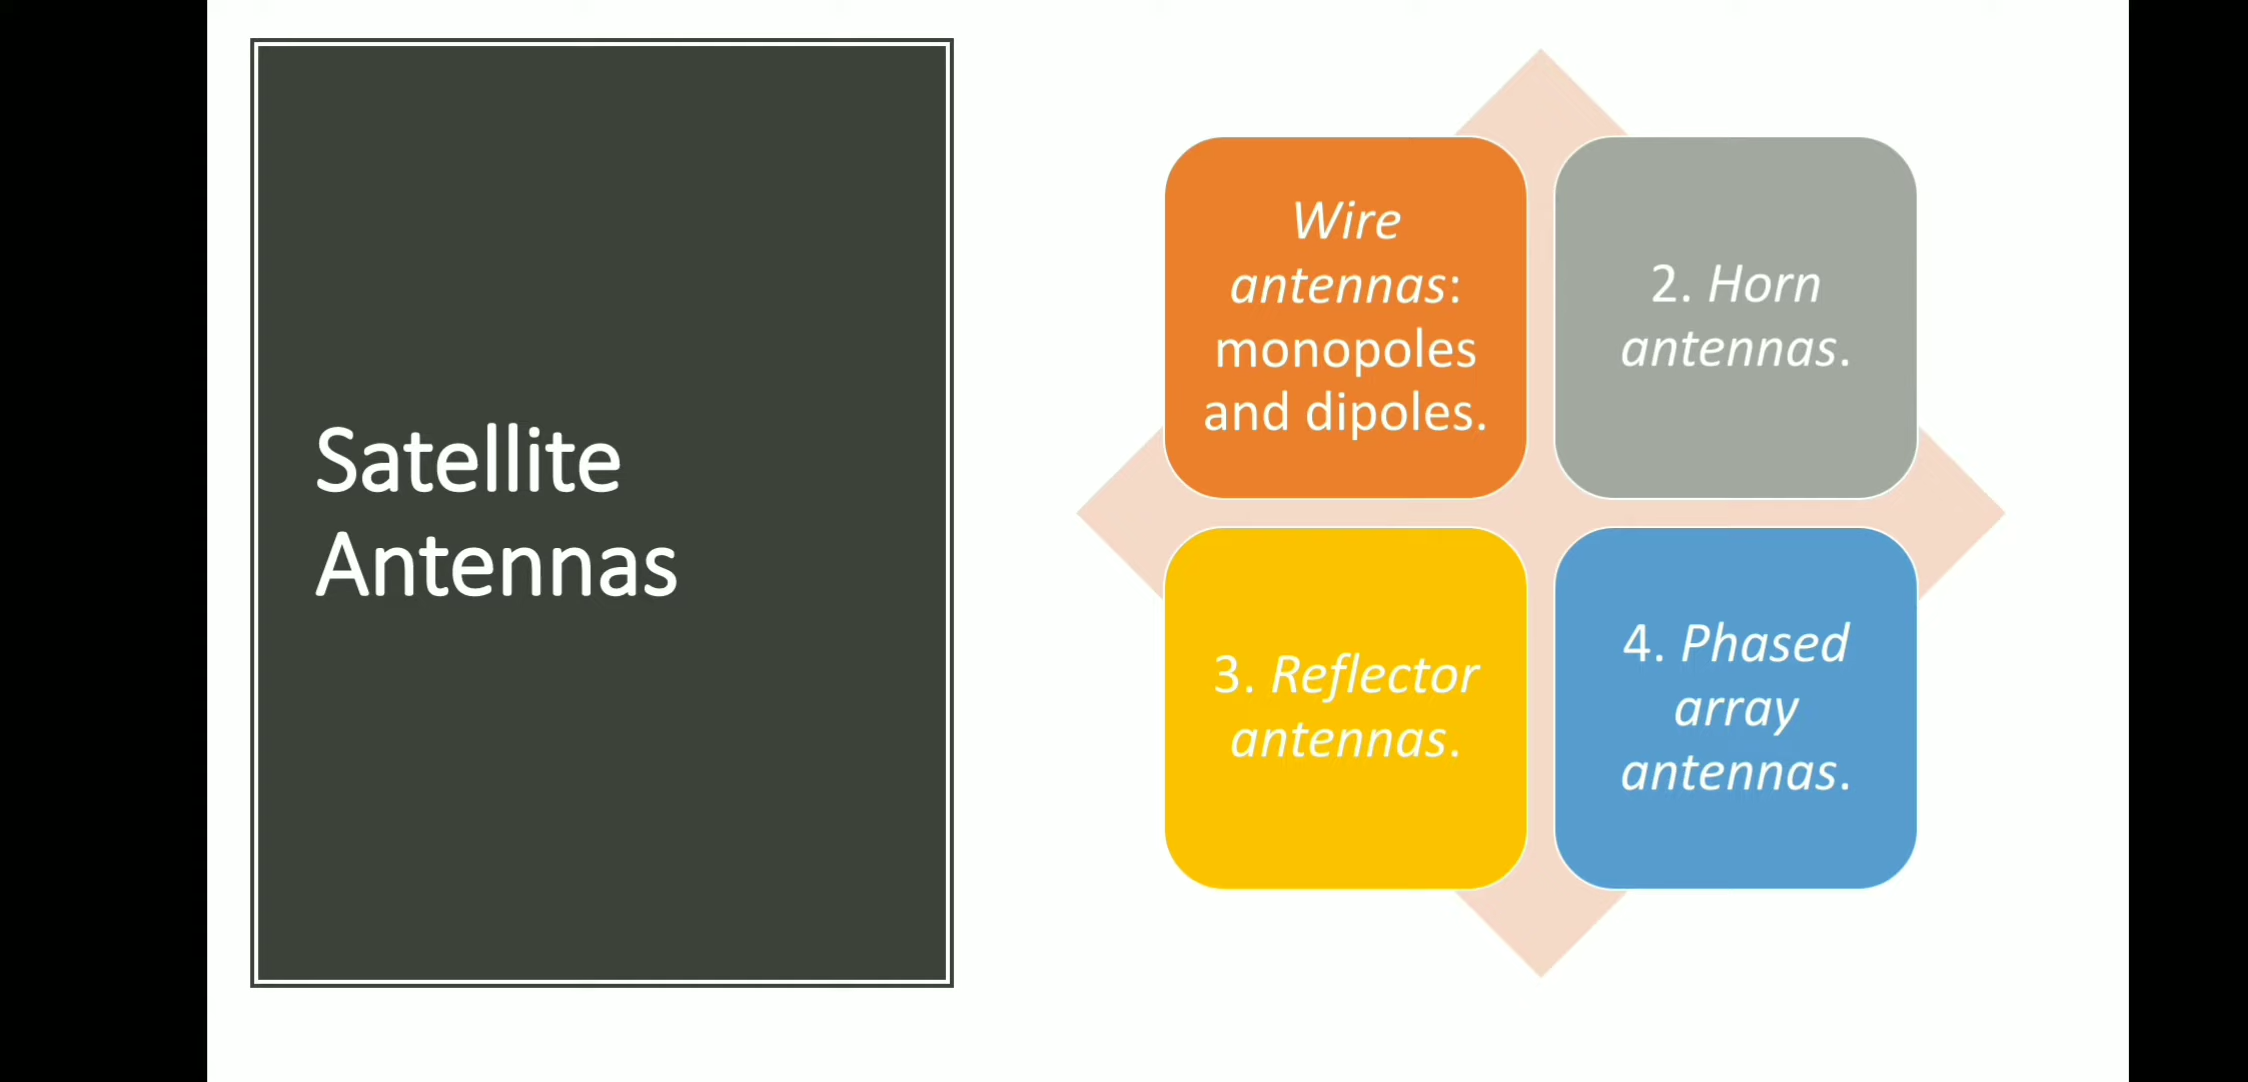 Satellite
Antennas
Wire
antennas:
monopoles
and dipoles.
2. Horn
antennas.
3. Reflector
antennas.
4. Phased
array
antennas.